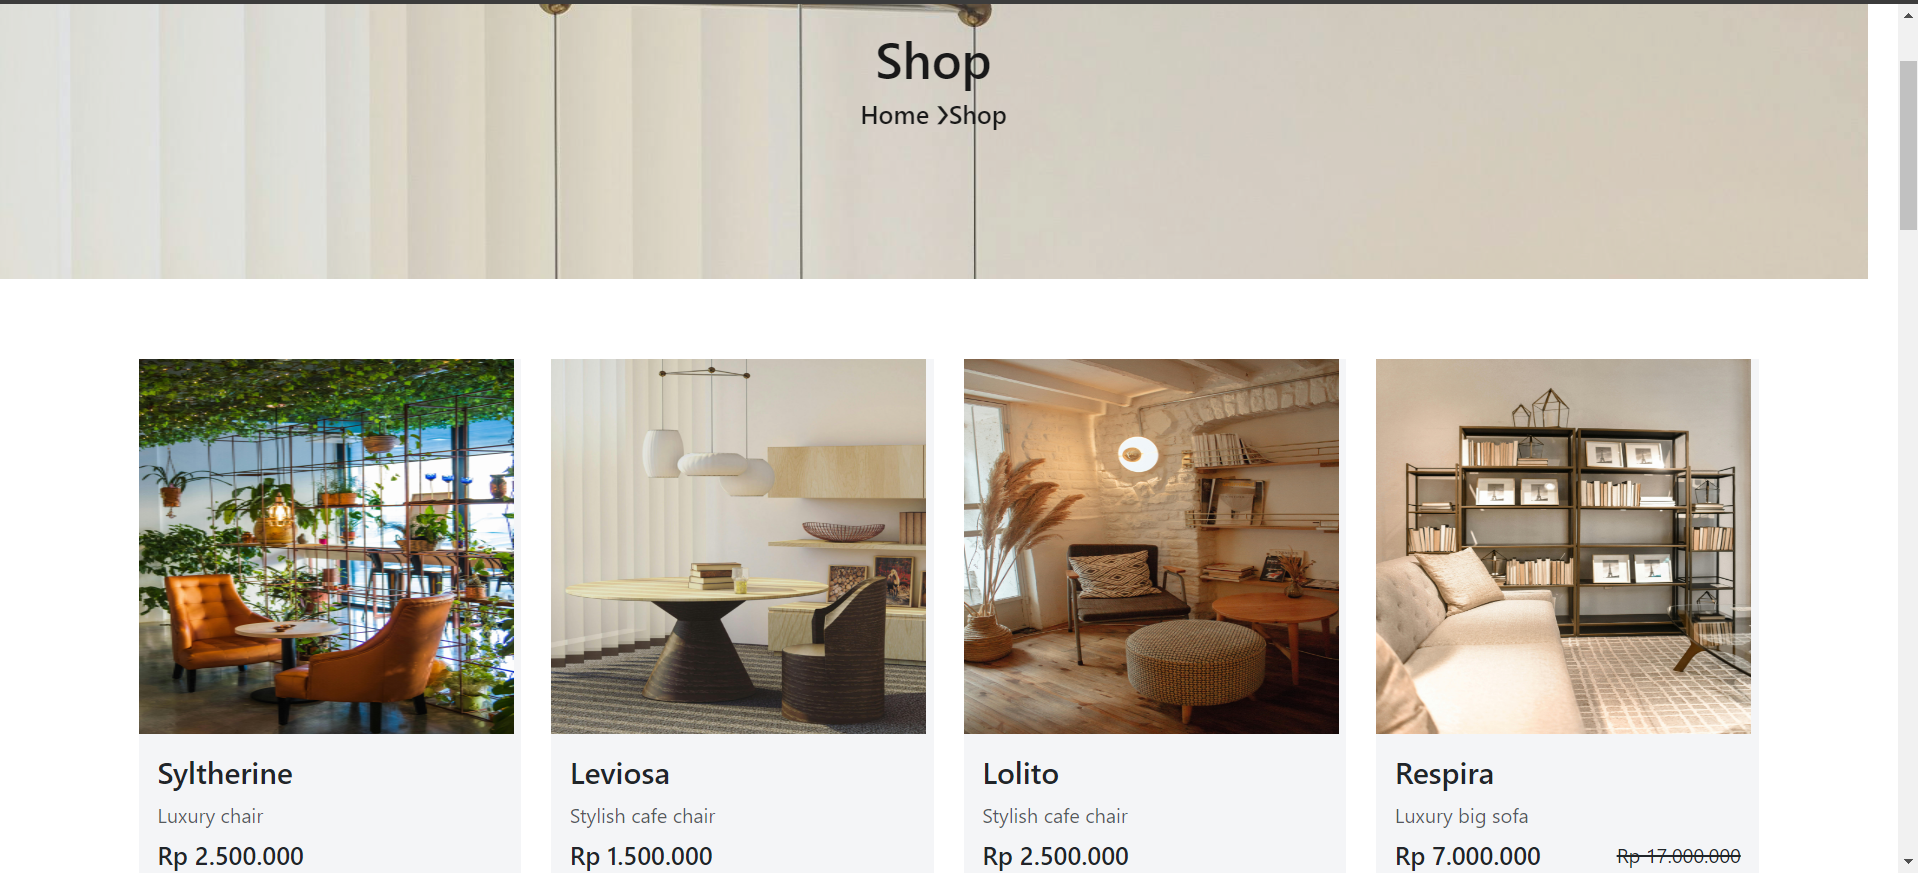 Shop
Home ❯Shop
Syltherine
Luxury chair
Rp 2.500.000
Leviosa
Stylish cafe chair
Rp 1.500.000
Lolito
Stylish cafe chair
Rp 2.500.000
Respira
Luxury big sofa
Rp 7.000.000 Rp 17.000.000